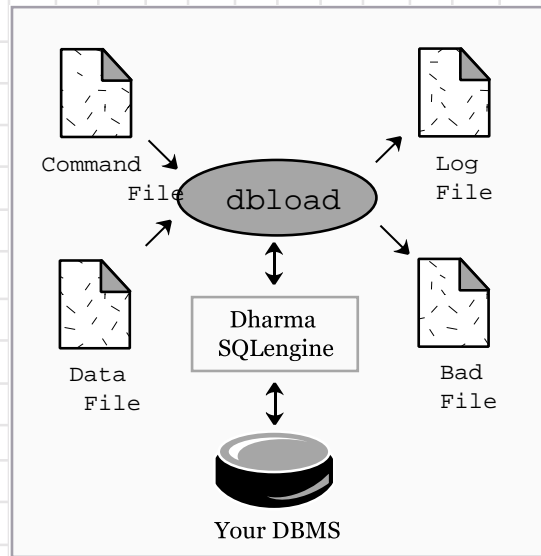 Command
File
Log
File
dbload
Dharma
SQLengine
Data
File
Bad
File
Your DBMS